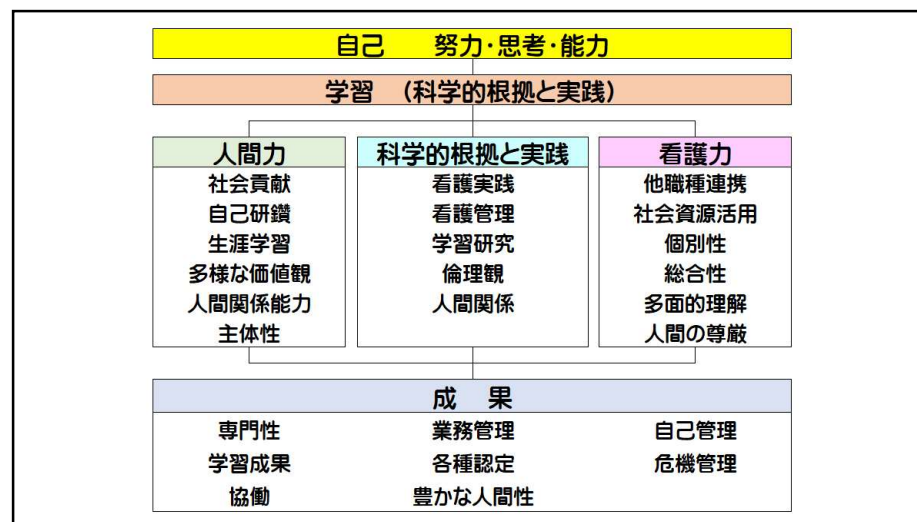 自己　努力・思考・能力
学習　（科学的根拠と実践）
人間力
社会貢献
自己研鑽
生涯学習
多様な価値観
人間関係能力
主体性
科学的根拠と実践
看護実践
看護管理
学習研究
倫理観
人間関係
看護力
他職種連携
社会資源活用
個別性
総合性
多面的理解
人間の尊厳
成　果
専門性　業務管理　自己管理
学習成果　各種認定　危機管理
協働　豊かな人間性